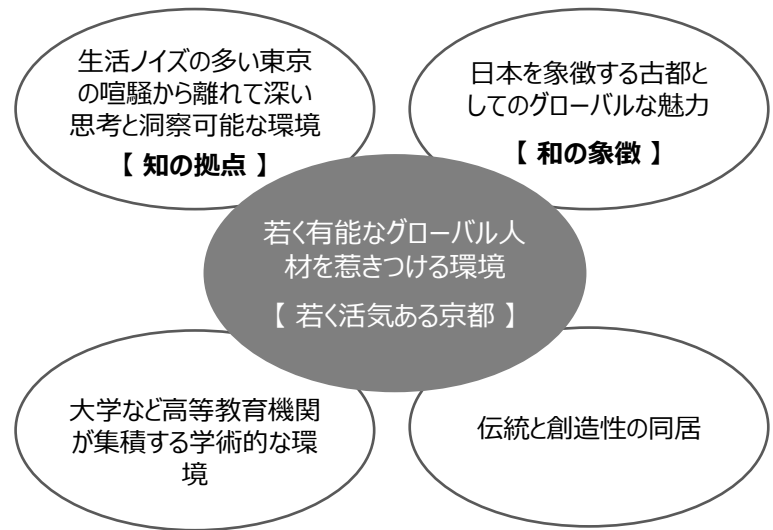 生活ノイズの多い東京
の喧騒から離れて深い
思考と洞察可能な環境
【 知の拠点 】
日本を象徴する古都と
してのグローバルな魅力
【 和の象徴 】
若く有能なグローバル人
材を惹きつける環境
【 若く活気ある京都 】
大学など高等教育機関
が集積する学術的な環
境
伝統と創造性の同居